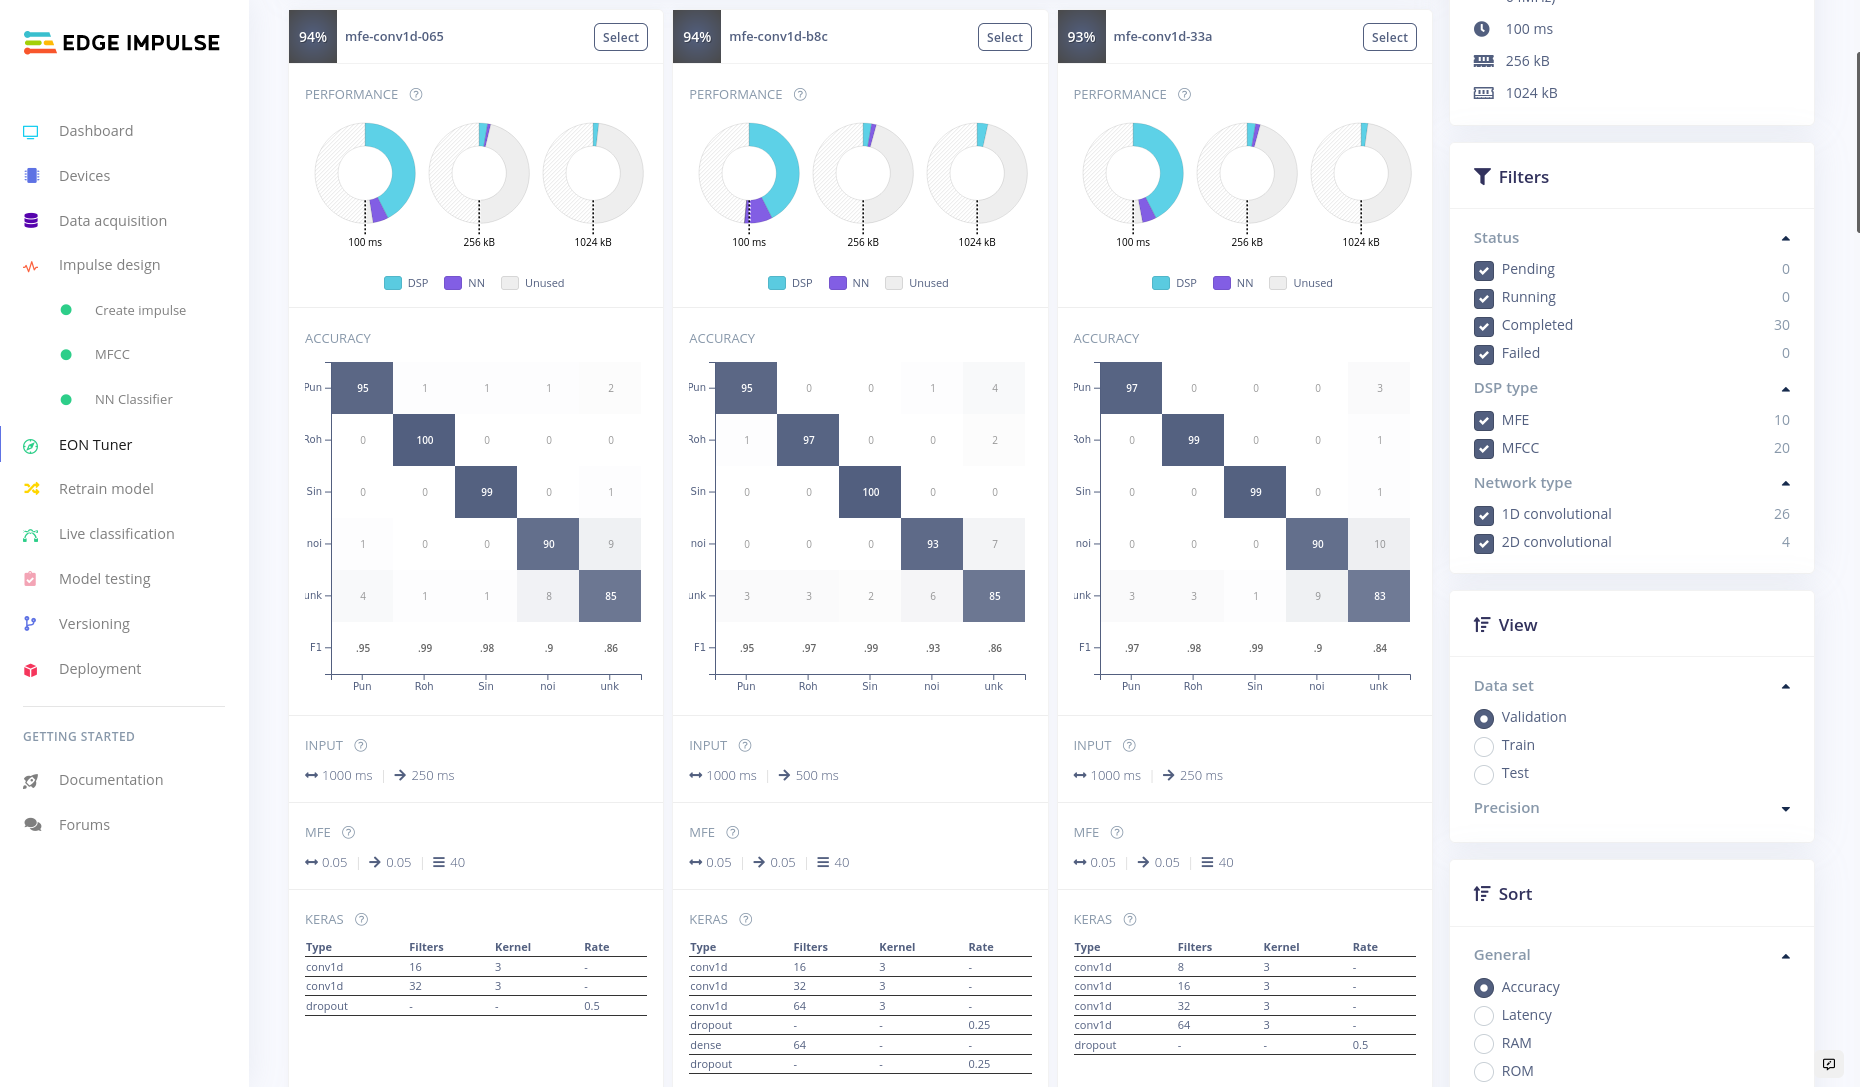 EDGE IMPULSE
Dashboard
Devices
Data acquisition
Impulse design
Create impulse
MFCC
NN Classifier
EON Tuner
Retrain model
Live classification
Model testing
Versioning
Deployment
GETTING STARTED
Documentation
Forums
94% mfe-conv1d-065 Select
PERFORMANCE ?
100 ms 256 kB 1024 kB
DSP NN Unused
ACCURACY
Pun 95 1 1 1 2
Roh 0 100 0 0 0
Sin 0 0 99 0 1
noi 1 0 0 90 9
unk 4 1 1 8 85
F1 .95 .99 .98 .9 .86
Pun Roh Sin noi unk
INPUT ?
1000 ms 250 ms
MFE ?
0.05 0.05 40
KERAS ?
Type Filters Kernel Rate
conv1d 16 3 -
conv1d 32 3 -
dropout - - 0.5
94% mfe-conv1d-b8c Select
PERFORMANCE ?
100 ms 256 kB 1024 kB
DSP NN Unused
ACCURACY
Pun 95 0 0 1 4
Roh 1 97 0 0 2
Sin 0 0 100 0 0
noi 0 0 0 93 7
unk 3 3 2 6 85
F1 .95 .97 .99 .93 .86
Pun Roh Sin noi unk
INPUT ?
1000 ms 500 ms
MFE ?
0.05 0.05 40
KERAS ?
Type Filters Kernel Rate
conv1d 16 3 -
conv1d 32 3 -
conv1d 64 3 -
dropout - - 0.25
dense 64 - -
dropout - - 0.25
93% mfe-conv1d-33a Select
PERFORMANCE ?
100 ms 256 kB 1024 kB
DSP NN Unused
ACCURACY
Pun 97 0 0 0 3
Roh 0 99 0 0 1
Sin 0 0 99 0 1
noi 0 0 0 90 10
unk 3 3 1 9 83
F1 .97 .98 .99 .9 .84
Pun Roh Sin noi unk
INPUT ?
1000 ms 250 ms
MFE ?
0.05 0.05 40
KERAS ?
Type Filters Kernel Rate
conv1d 8 3 -
conv1d 16 3 -
conv1d 32 3 -
conv1d 64 3 -
dropout - - 0.5
100 ms
256 kB
1024 kB
Filters
Status
Pending 0
Running 0
Completed 30
Failed 0
DSP type
MFE 10
MFCC 20
Network type
1D convolutional 26
2D convolutional 4
View
Data set
Validation
Train
Test
Precision
Sort
General
Accuracy
Latency
RAM
ROM